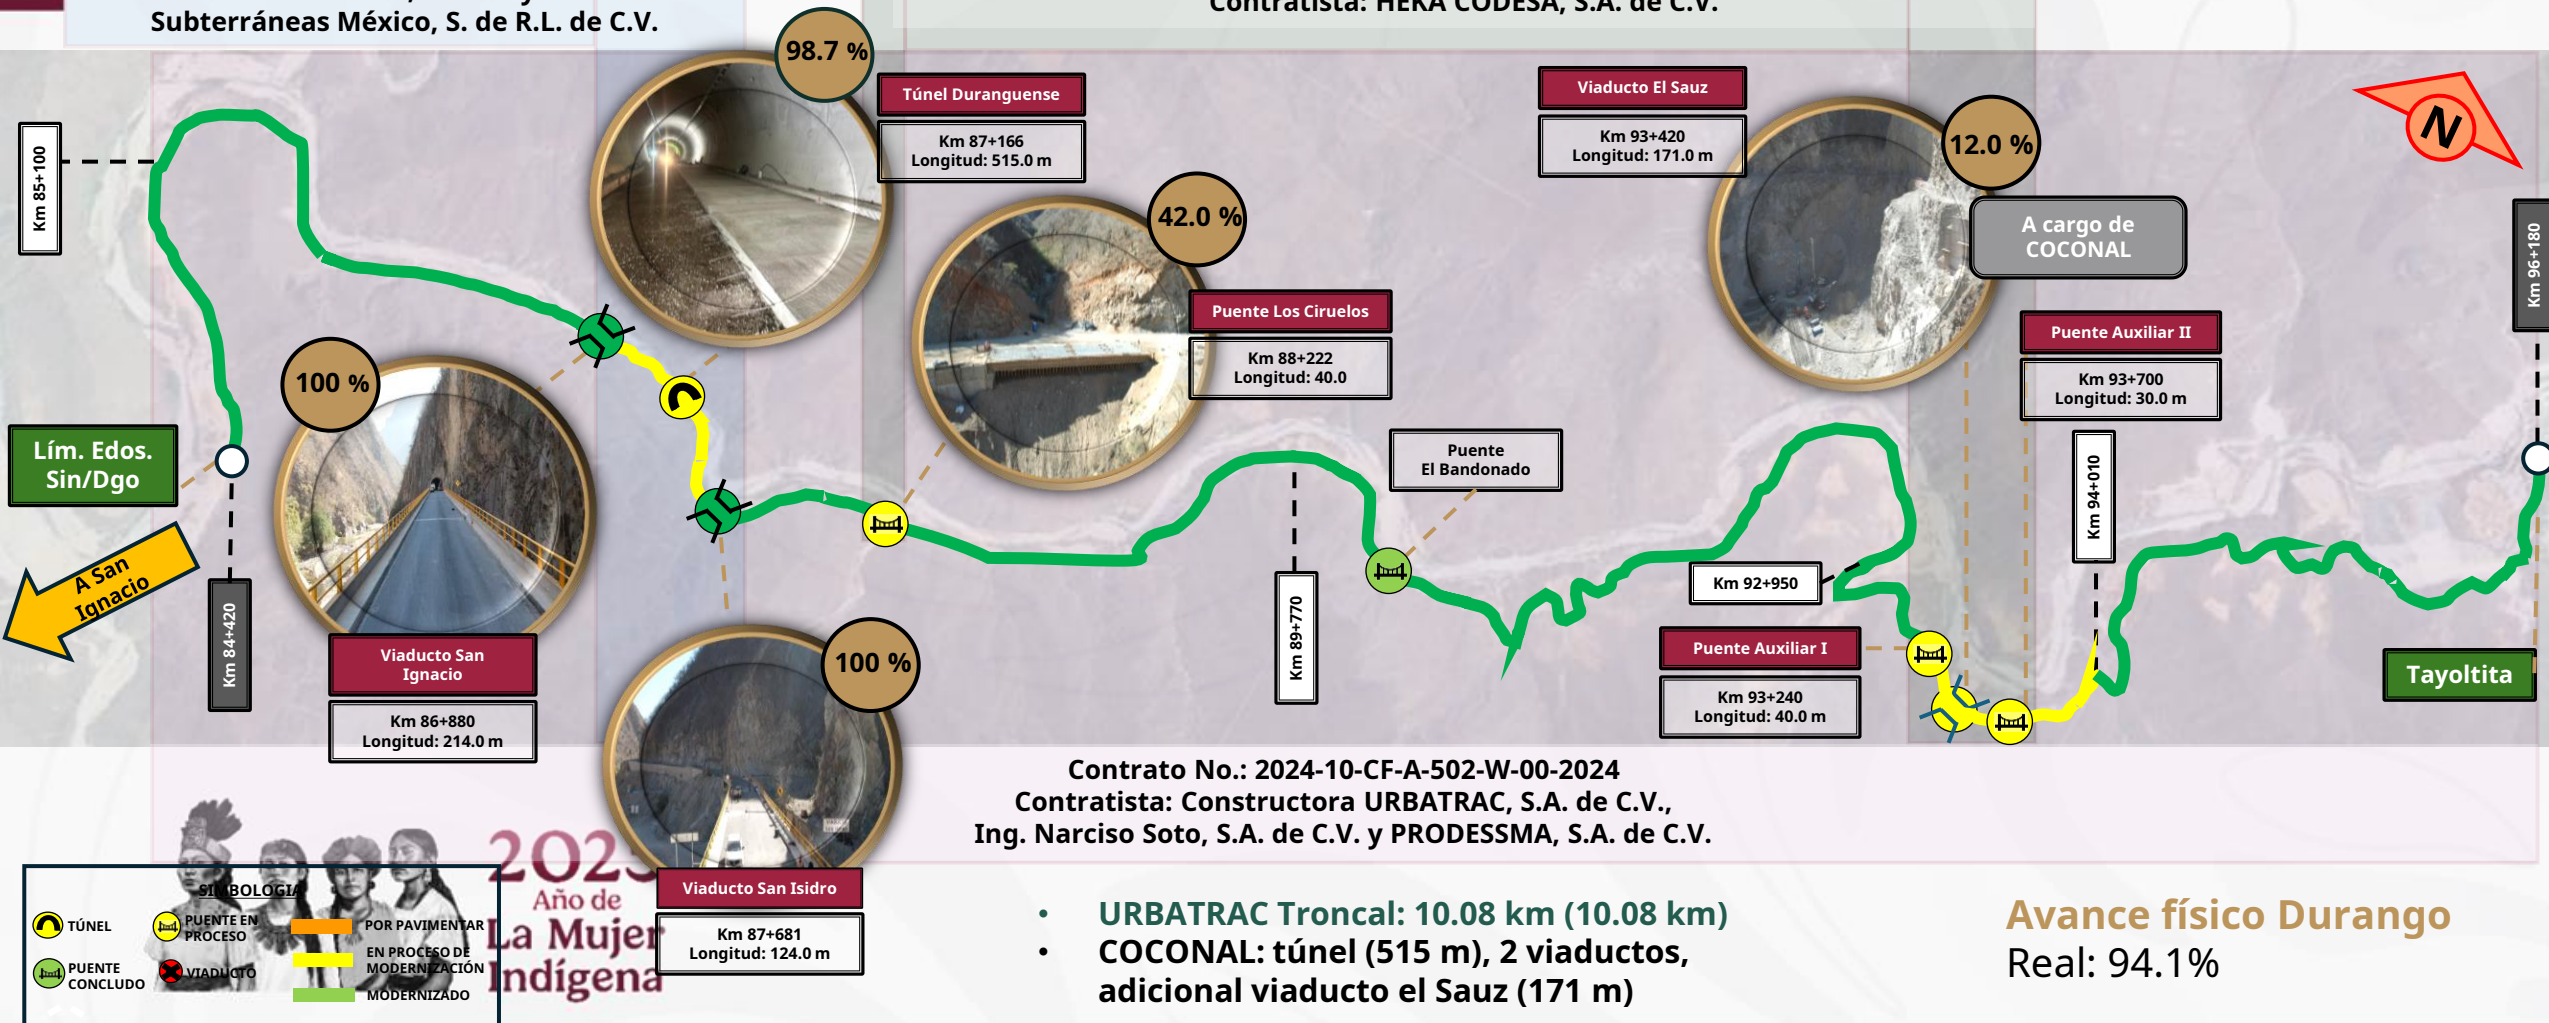 Subterráneas México, S. de R.L. de C.V.
Contratista: HEKA CODESA, S.A. de C.V.
98.7 %
Túnel Duranguense
Km 87+166
Longitud: 515.0 m
Viaducto El Sauz
Km 93+420
Longitud: 171.0 m
12.0 %
N
A cargo de
COCONAL
Km 85+100
42.0 %
Km 96+180
Puente Los Ciruelos
Km 88+222
Longitud: 40.0
Puente Auxiliar II
Km 93+700
Longitud: 30.0 m
100 %
Lím. Edos.
Sin/Dgo
Puente
El Bandonado
Km 94+010
A San
Ignacio
Km 84+420
Km 92+950
Km 89+770
Viaducto San
Ignacio
Km 86+880
Longitud: 214.0 m
100 %
Puente Auxiliar I
Km 93+240
Longitud: 40.0 m
Tayoltita
Contrato No.: 2024-10-CF-A-502-W-00-2024
Contratista: Constructora URBATRAC, S.A. de C.V.,
Ing. Narciso Soto, S.A. de C.V. y PRODESSMA, S.A. de C.V.
Viaducto San Isidro
Km 87+681
Longitud: 124.0 m
SIMBOLOGIA
TÚNEL
PUENTE EN
PROCESO
POR PAVIMENTAR
PUENTE
CONCLUDO
VIADUCTO
EN PROCESO DE
MODERNIZACIÓN
MODERNIZADO
2025
Año de
La Mujer
Indígena
• URBATRAC Troncal: 10.08 km (10.08 km)
• COCONAL: túnel (515 m), 2 viaductos,
adicional viaducto el Sauz (171 m)
Avance físico Durango
Real: 94.1%